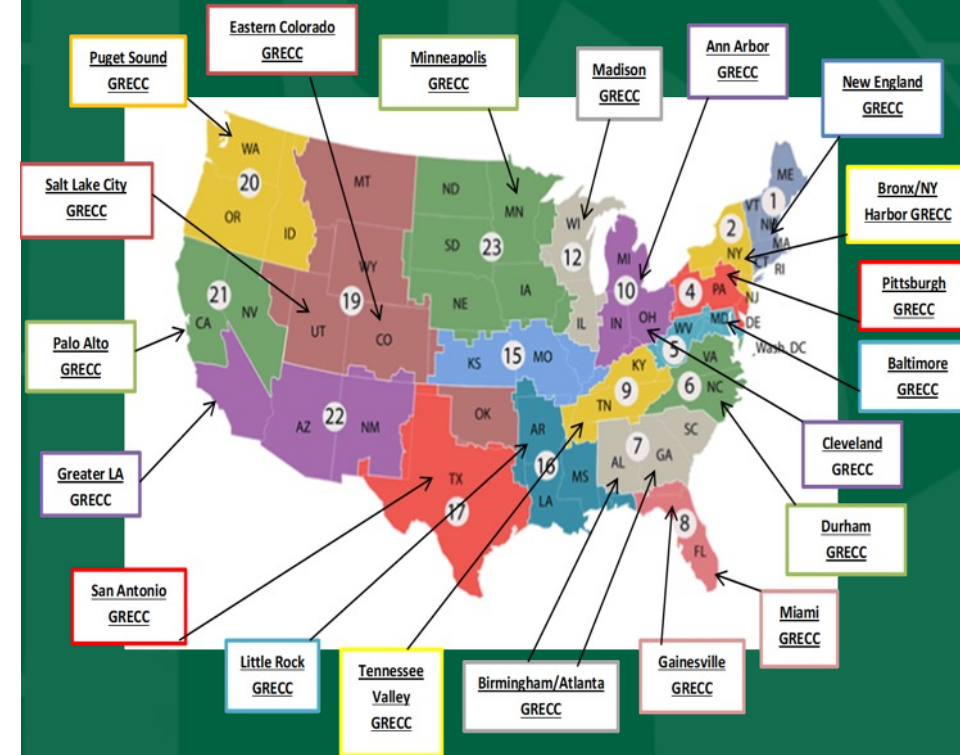 Eastern Colorado
GRECC
Puget Sound
GRECC
Minneapolis
GRECC
Madison
GRECC
Ann Arbor
GRECC
New England
GRECC
Salt Lake City
GRECC
Bronx/NY
Harbor GRECC
Pittsburgh
GRECC
Palo Alto
GRECC
Baltimore
GRECC
Greater LA
GRECC
Cleveland
GRECC
Durham
GRECC
San Antonio
GRECC
Little Rock
GRECC
Tennessee
Valley
GRECC
Birmingham/Atlanta
GRECC
Gainesville
GRECC
Miami
GRECC
WA
20
OR
ID
MT
WY
19
UT
CO
ND
MN
SD
23
NE
IA
WI
12
IL
MI
10
IN
OH
ME
VT
1
NH
MA
CT
RI
2
NY
4
PA
NJ
MD
DE
WV
5
Wash. DC
VA
6
NC
21
CA
NV
22
AZ
NM
KS
15
MO
KY
9
TN
OK
AR
16
MS
LA
TX
17
7
AL
GA
SC
8
FL